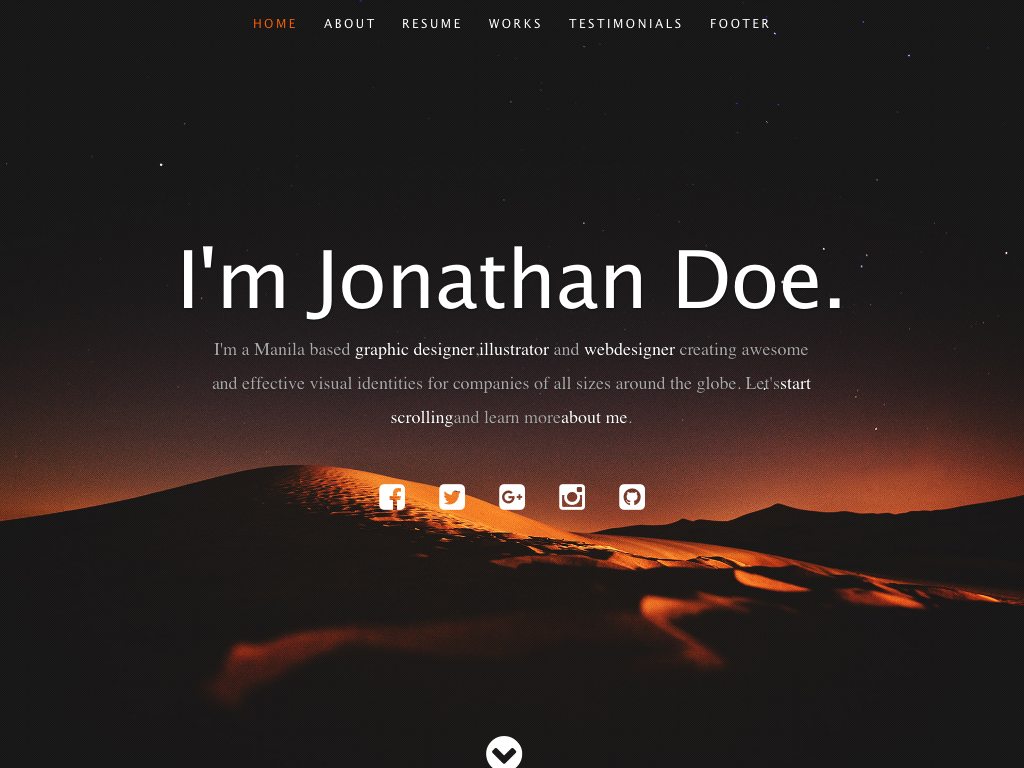 HOME ABOUT RESUME WORKS TESTIMONIALS FOOTER
I'm Jonathan Doe.
I'm a Manila based graphic designer,illustrator and webdesigner creating awesome
and effective visual identities for companies of all sizes around the globe. Let'sstart
scrollingand learn moreabout me.